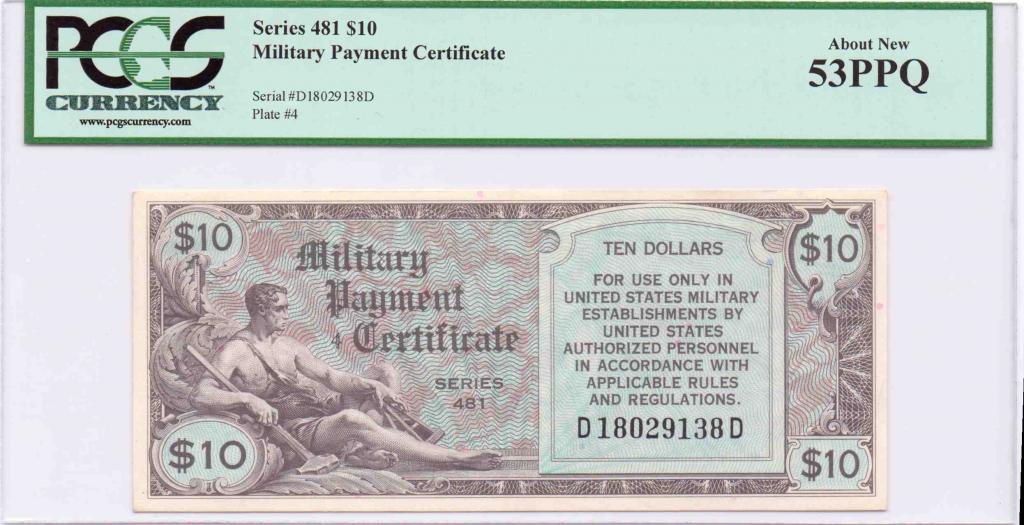 PCGS
CURRENCY
™
www.pcgscurrency.com
Series 481 $10
Military Payment Certificate
Serial #D18029138D
Plate #4
About New
53PPQ
$10
Military
Payment
4 Certificate
SERIES
481
$10
TEN DOLLARS
FOR USE ONLY IN
UNITED STATES MILITARY
ESTABLISHMENTS BY
UNITED STATES
AUTHORIZED PERSONNEL
IN ACCORDANCE WITH
APPLICABLE RULES
AND REGULATIONS.
D18029138D
$10
$10